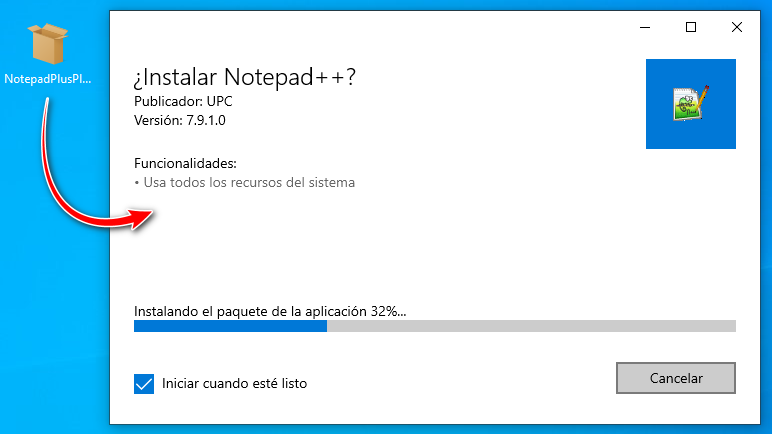 NotepadPlusPl...
¿Instalar Notepad++?
Publicador: UPC
Versión: 7.9.1.0
Funcionalidades:
• Usa todos los recursos del sistema
Instalando el paquete de la aplicación 32%...
Iniciar cuando esté listo
Cancelar